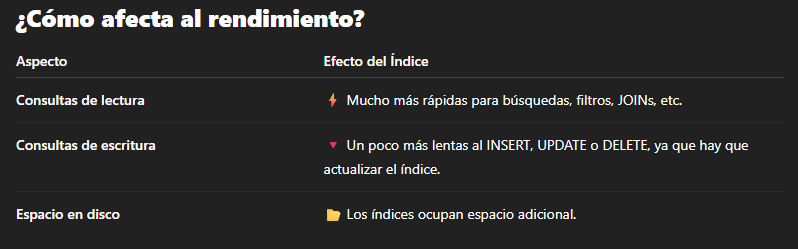 ¿Cómo afecta al rendimiento?
Aspecto Efecto del Índice
Consultas de lectura ⚡ Mucho más rápidas para búsquedas, filtros, JOINs, etc.
Consultas de escritura 🔻 Un poco más lentas al INSERT, UPDATE o DELETE, ya que hay que
actualizar el índice.
Espacio en disco 📂 Los índices ocupan espacio adicional.